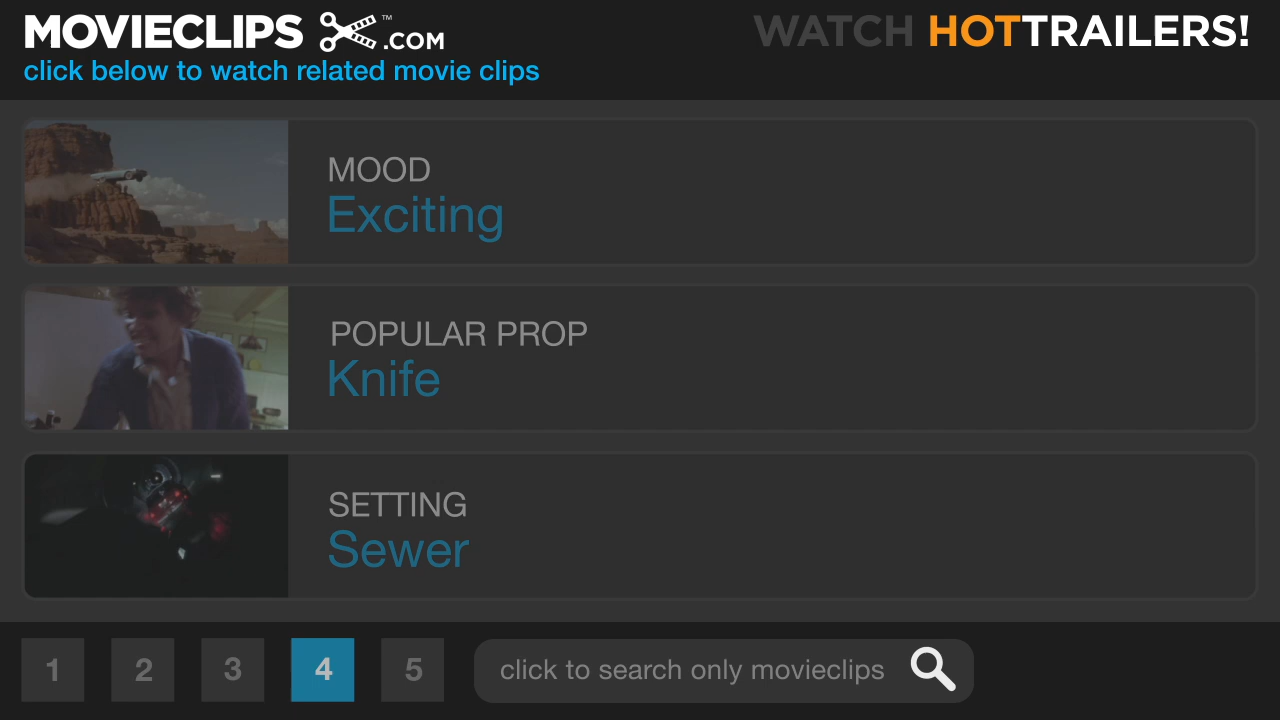 MOVIECLIPS ™ .COM
WATCH HOTTRAILERS!
click below to watch related movie clips
MOOD
Exciting
POPULAR PROP
Knife
SETTING
Sewer
1 2 3 4 5
click to search only movieclips